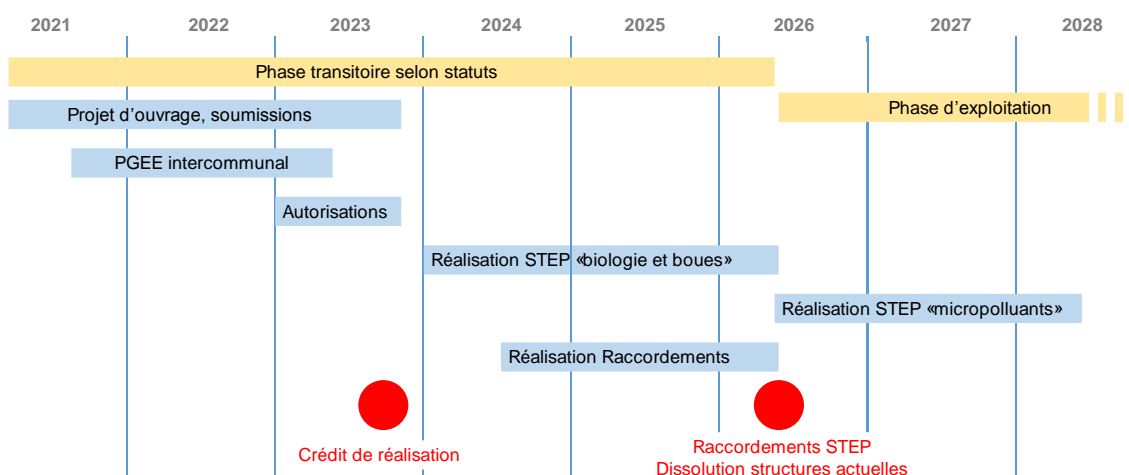 2021 2022 2023 2024 2025 2026 2027 2028
Phase transitoire selon statuts
Phase d'exploitation
Projet d'ouvrage, soumissions
PGEE intercommunal
Autorisations
Réalisation STEP «biologie et boues»
Réalisation STEP «micropolluants»
Réalisation Raccordements
Crédit de réalisation
Raccordements STEP
Dissolution structures actuelles